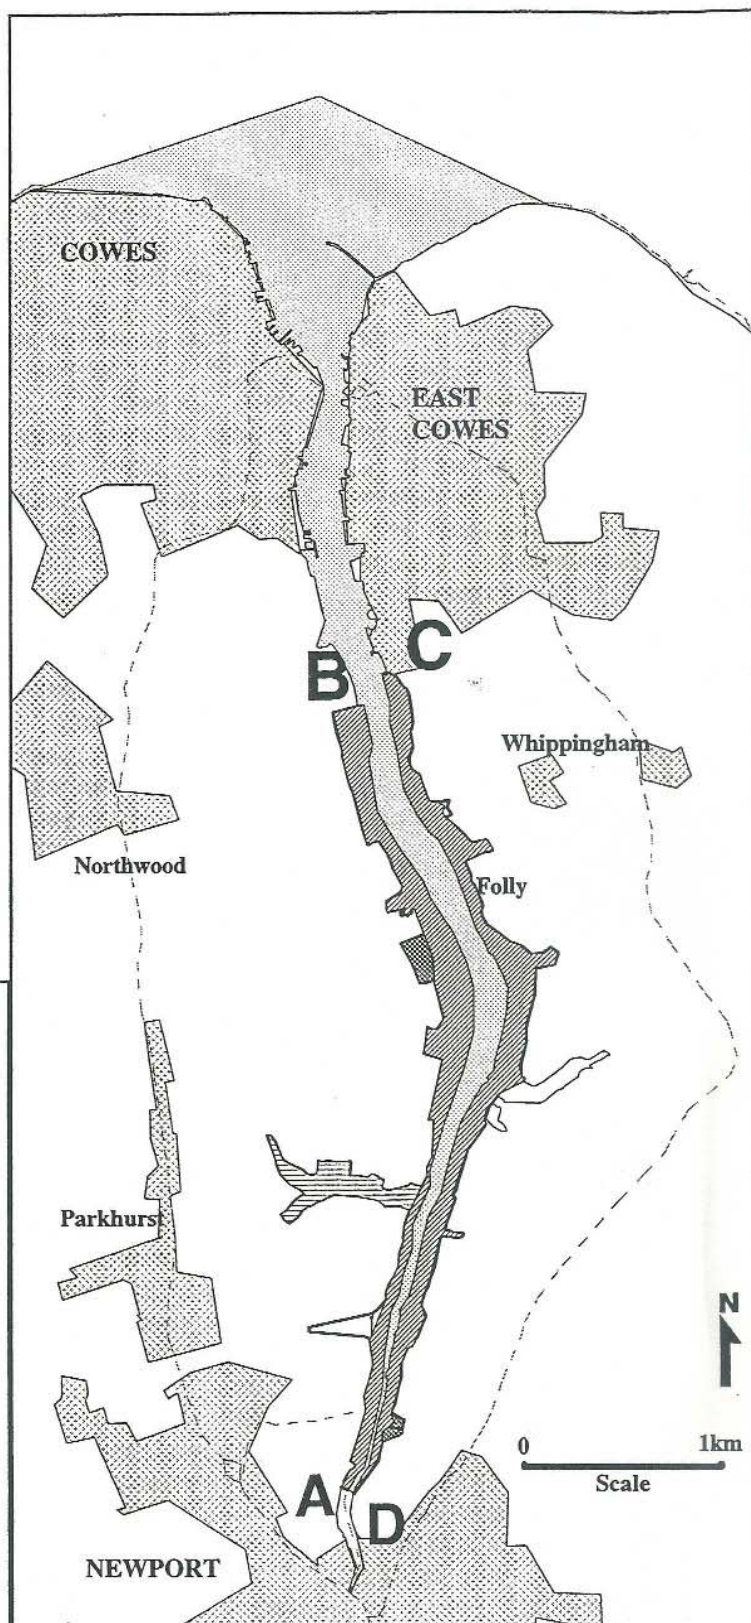 COWES
EAST
COWES
B
C
Whippingham
Northwood
Folly
Parkhurst
N
0 1km
Scale
A
D
NEWPORT